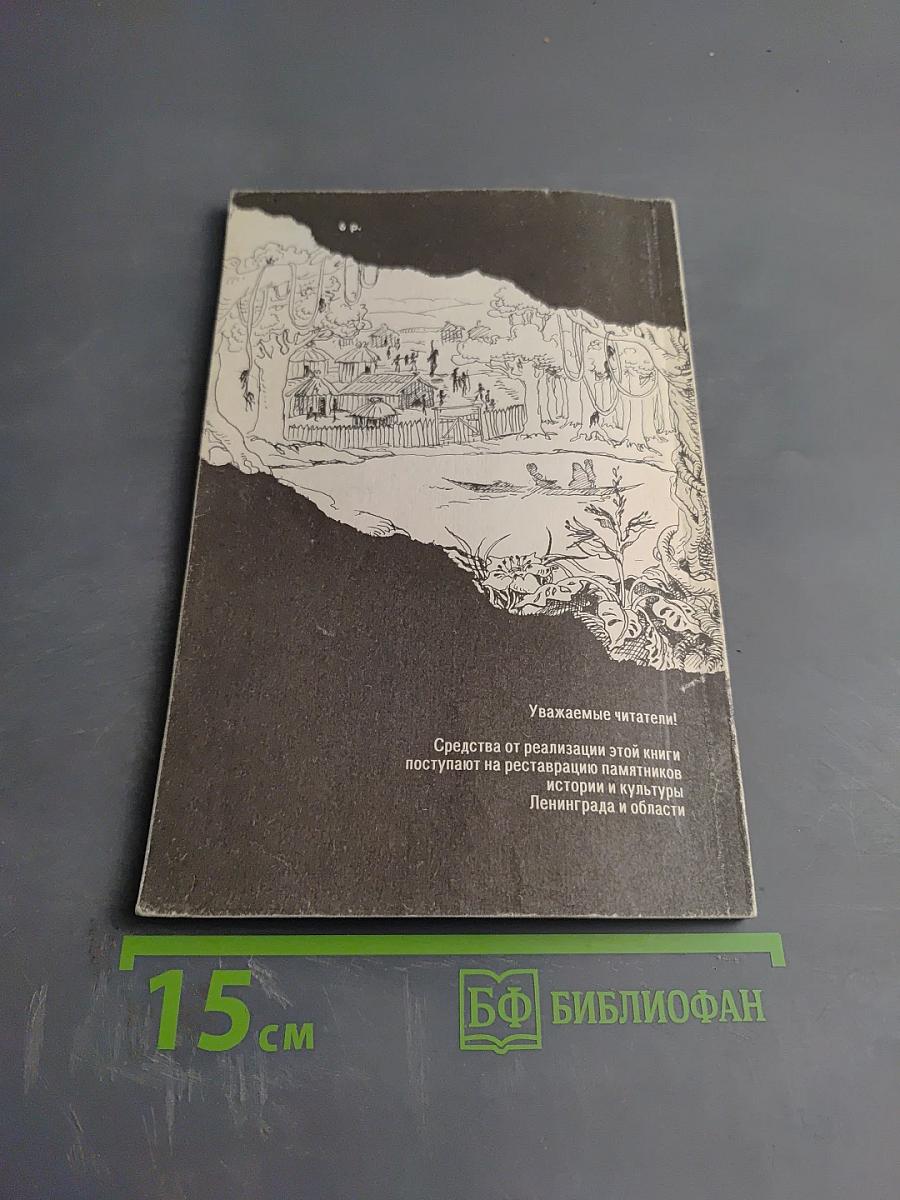 6 р.
Уважаемые читатели!
Средства от реализации этой книги
поступают на реставрацию памятников
истории и культуры
Ленинграда и области
15 см
БФ БИБЛИОФАН